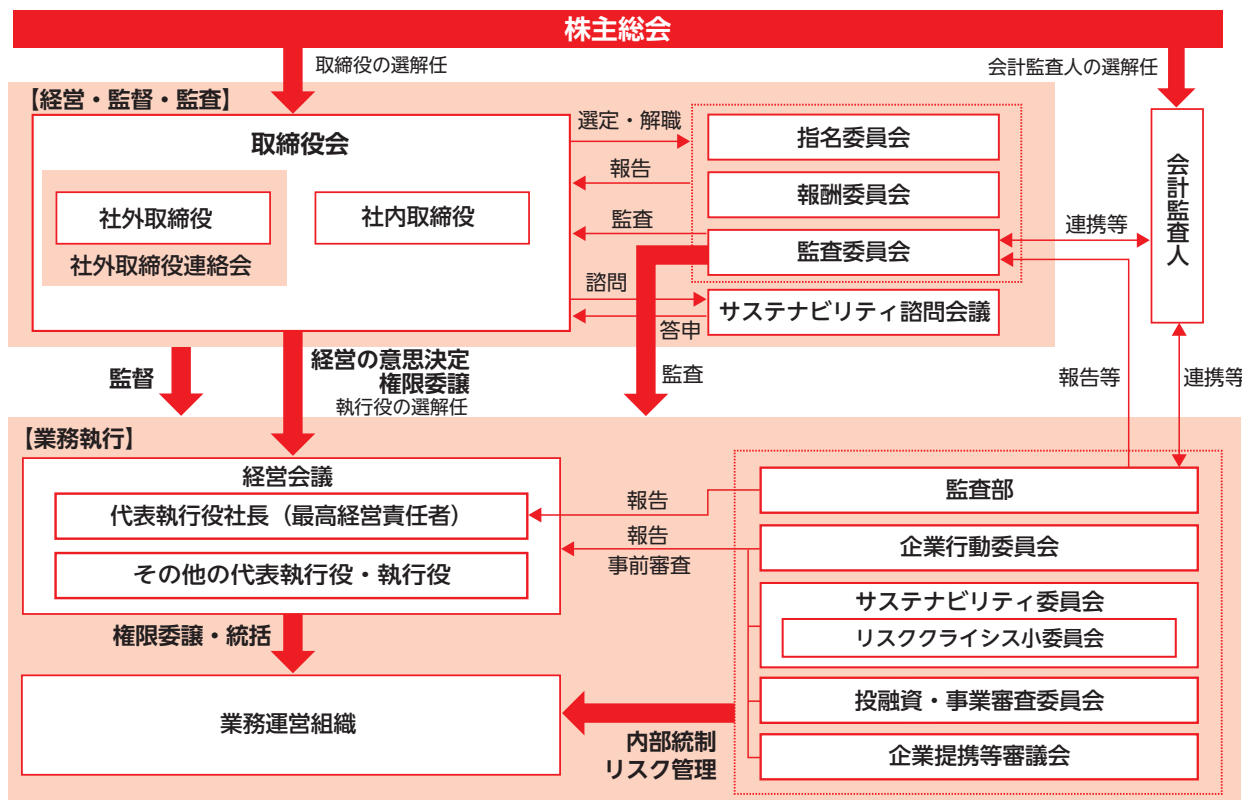 株主総会
取締役の選解任
会計監査人の選解任
【経営・監督・監査】
取締役会
社外取締役
社内取締役
社外取締役連絡会
選定・解職
報告
監査
諮問
答申
指名委員会
報酬委員会
監査委員会
サステナビリティ諮問会議
連携等
会計監査人
監督
経営の意思決定
権限委譲
執行役の選解任
監査
報告等
連携等
【業務執行】
経営会議
代表執行役社長（最高経営責任者）
その他の代表執行役・執行役
報告
報告
事前審査
監査部
企業行動委員会
サステナビリティ委員会
リスククライシス小委員会
投融資・事業審査委員会
企業提携等審議会
権限委譲・統括
業務運営組織
内部統制
リスク管理